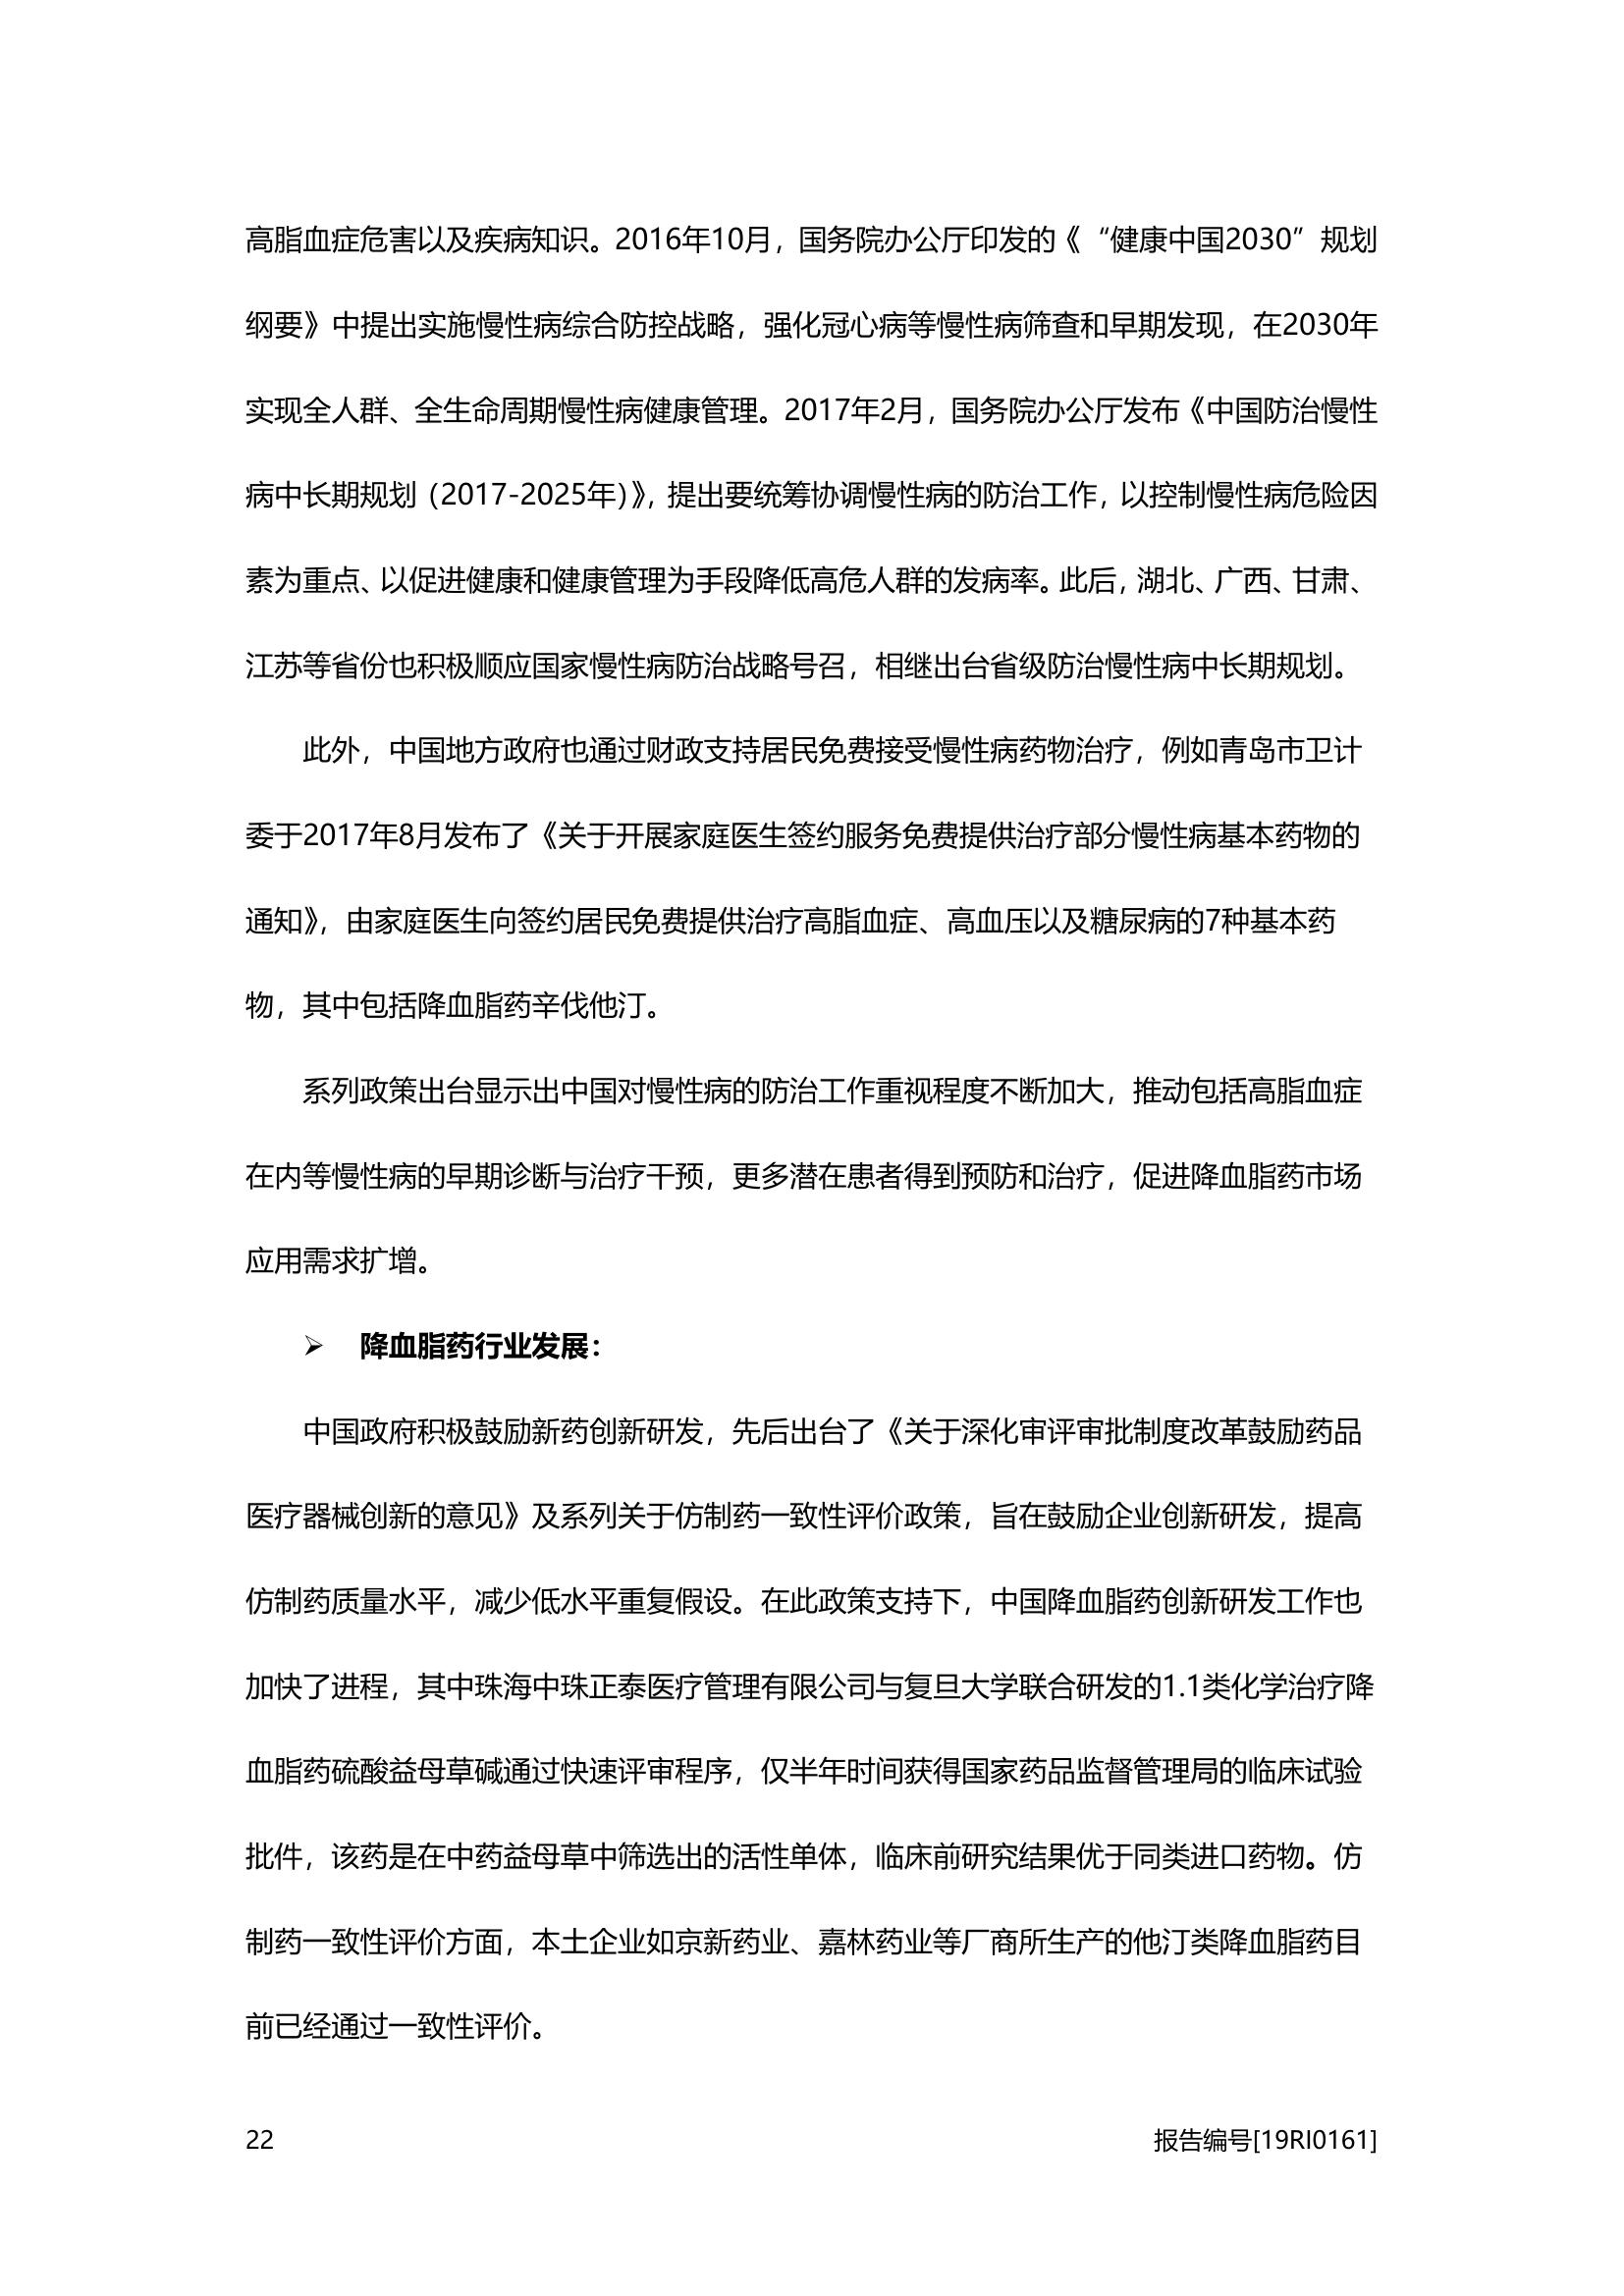 高脂血症危害以及疾病知识。2016年10月，国务院办公厅印发的《“健康中国2030”规划
纲要》中提出实施慢性病综合防控战略，强化冠心病等慢性病筛查和早期发现，在2030年
实现全人群、全生命周期慢性病健康管理。2017年2月，国务院办公厅发布《中国防治慢性
病中长期规划（2017-2025年）》，提出要统筹协调慢性病的防治工作，以控制慢性病危险因
素为重点、以促进健康和健康管理为手段降低高危人群的发病率。此后，湖北、广西、甘肃、
江苏等省份也积极顺应国家慢性病防治战略号召，相继出台省级防治慢性病中长期规划。
此外，中国地方政府也通过财政支持居民免费接受慢性病药物治疗，例如青岛市卫计
委于2017年8月发布了《关于开展家庭医生签约服务免费提供治疗部分慢性病基本药物的
通知》，由家庭医生向签约居民免费提供治疗高脂血症、高血压以及糖尿病的7种基本药
物，其中包括降血脂药辛伐他汀。
系列政策出台显示出中国对慢性病的防治工作重视程度不断加大，推动包括高脂血症
在内等慢性病的早期诊断与治疗干预，更多潜在患者得到预防和治疗，促进降血脂药市场
应用需求扩增。
➢ 降血脂药行业发展：
中国政府积极鼓励新药创新研发，先后出台了《关于深化审评审批制度改革鼓励药品
医疗器械创新的意见》及系列关于仿制药一致性评价政策，旨在鼓励企业创新研发，提高
仿制药质量水平，减少低水平重复假设。在此政策支持下，中国降血脂药创新研发工作也
加快了进程，其中珠海中珠正泰医疗管理有限公司与复旦大学联合研发的1.1类化学治疗降
血脂药硫酸益母草碱通过快速评审程序，仅半年时间获得国家药品监督管理局的临床试验
批件，该药是在中药益母草中筛选出的活性单体，临床前研究结果优于同类进口药物。仿
制药一致性评价方面，本土企业如京新药业、嘉林药业等厂商所生产的他汀类降血脂药目
前已经通过一致性评价。
22 报告编号[19RI0161]